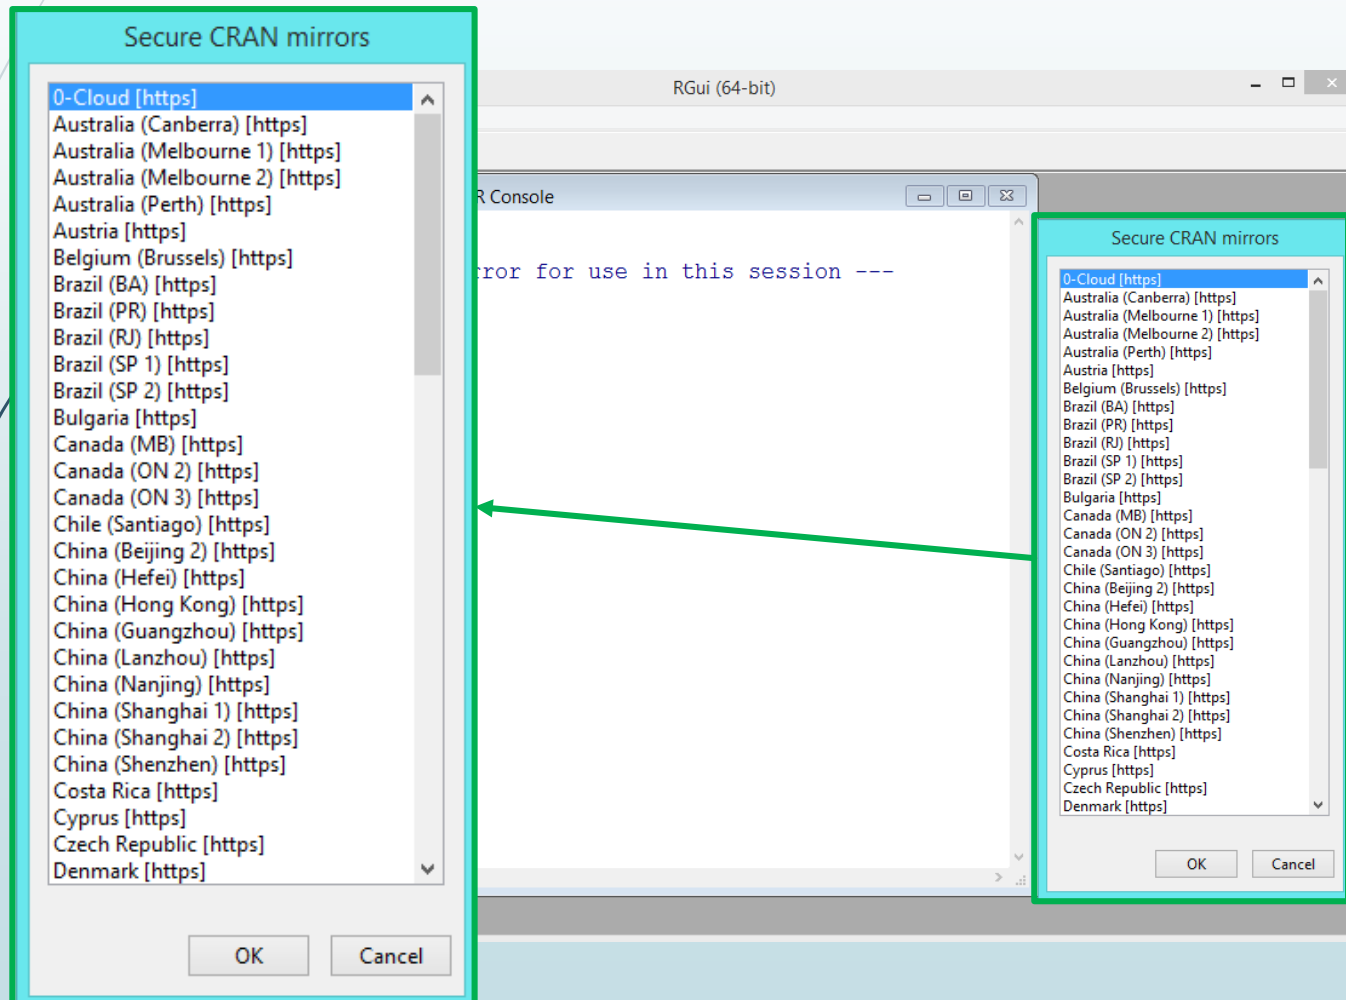 Secure CRAN mirrors
0-Cloud [https]
Australia (Canberra) [https]
Australia (Melbourne 1) [https]
Australia (Melbourne 2) [https]
Australia (Perth) [https]
Austria [https]
Belgium (Brussels) [https]
Brazil (BA) [https]
Brazil (PR) [https]
Brazil (RJ) [https]
Brazil (SP 1) [https]
Brazil (SP 2) [https]
Bulgaria [https]
Canada (MB) [https]
Canada (ON 2) [https]
Canada (ON 3) [https]
Chile (Santiago) [https]
China (Beijing 2) [https]
China (Hefei) [https]
China (Hong Kong) [https]
China (Guangzhou) [https]
China (Lanzhou) [https]
China (Nanjing) [https]
China (Shanghai 1) [https]
China (Shanghai 2) [https]
China (Shenzhen) [https]
Costa Rica [https]
Cyprus [https]
Czech Republic [https]
Denmark [https]
OK Cancel
RGui (64-bit)
R Console
rror for use in this session ---
Secure CRAN mirrors
0-Cloud [https]
Australia (Canberra) [https]
Australia (Melbourne 1) [https]
Australia (Melbourne 2) [https]
Australia (Perth) [https]
Austria [https]
Belgium (Brussels) [https]
Brazil (BA) [https]
Brazil (PR) [https]
Brazil (RJ) [https]
Brazil (SP 1) [https]
Brazil (SP 2) [https]
Bulgaria [https]
Canada (MB) [https]
Canada (ON 2) [https]
Canada (ON 3) [https]
Chile (Santiago) [https]
China (Beijing 2) [https]
China (Hefei) [https]
China (Hong Kong) [https]
China (Guangzhou) [https]
China (Lanzhou) [https]
China (Nanjing) [https]
China (Shanghai 1) [https]
China (Shanghai 2) [https]
China (Shenzhen) [https]
Costa Rica [https]
Cyprus [https]
Czech Republic [https]
Denmark [https]
OK Cancel